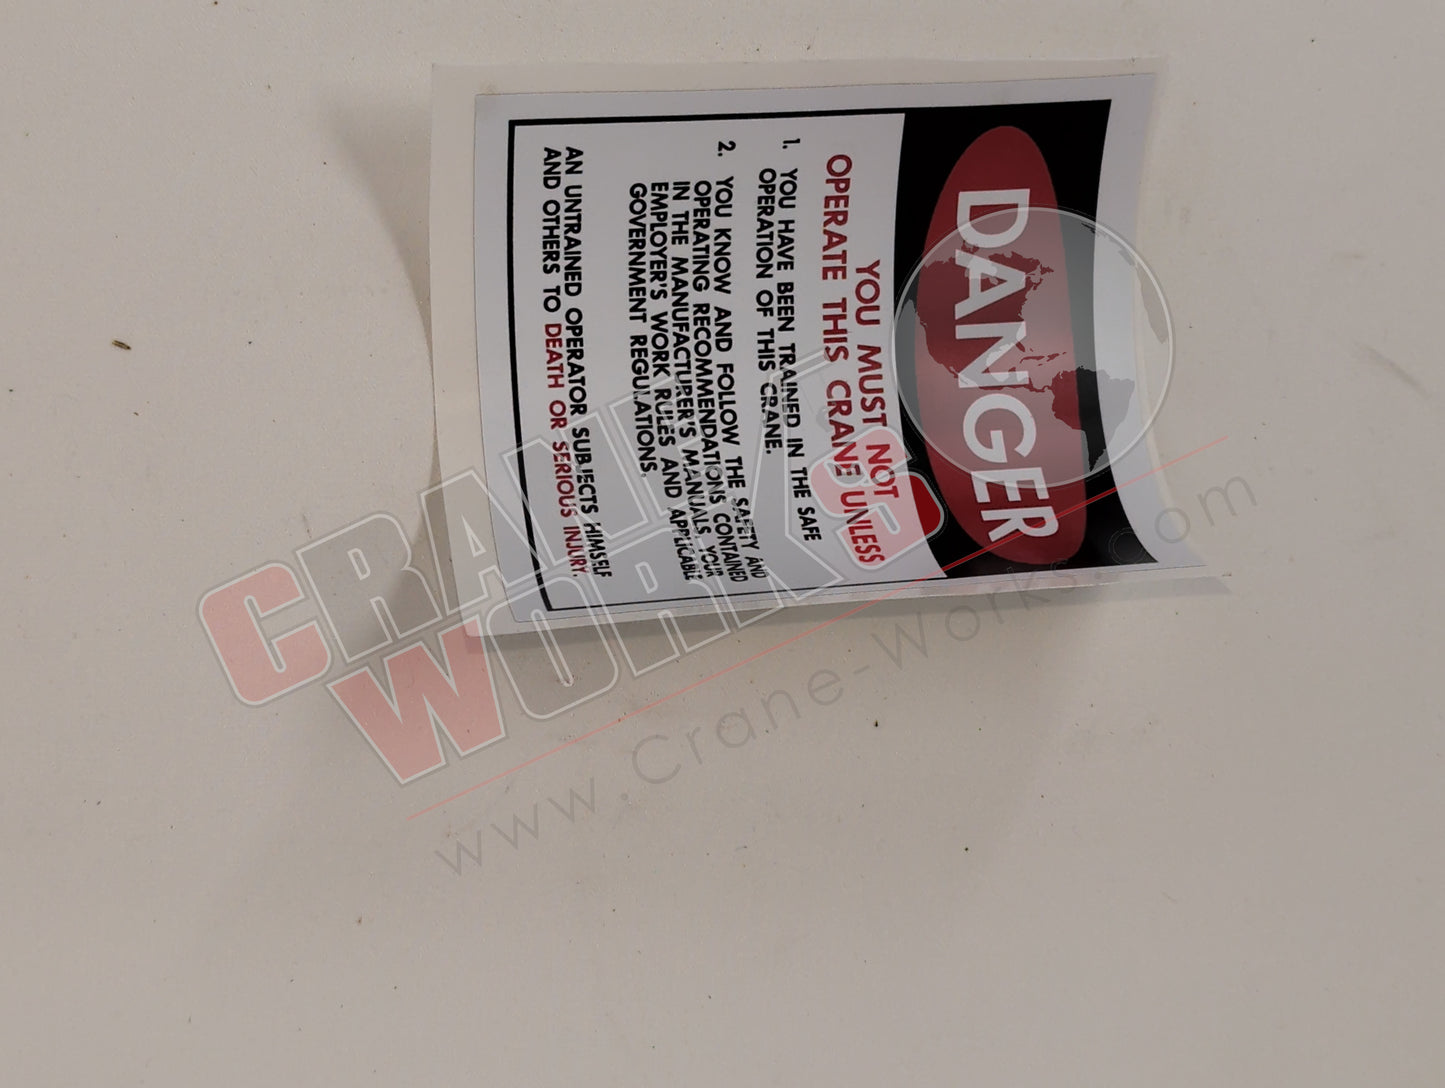 DANGER
YOU MUST NOT
OPERATE THIS CRANE UNLESS
1. YOU HAVE BEEN TRAINED IN THE SAFE
OPERATION OF THIS CRANE.
2. YOU KNOW AND FOLLOW THE SAFETY AND
OPERATING RECOMMENDATIONS CONTAINED
IN THE MANUFACTURER'S MANUALS, YOUR
EMPLOYER'S WORK RULES AND APPLICABLE
GOVERNMENT REGULATIONS.
AN UNTRAINED OPERATOR SUBJECTS HIMSELF
AND OTHERS TO DEATH OR SERIOUS INJURY.
CRANE
WORKS
www.Crane-Works.com